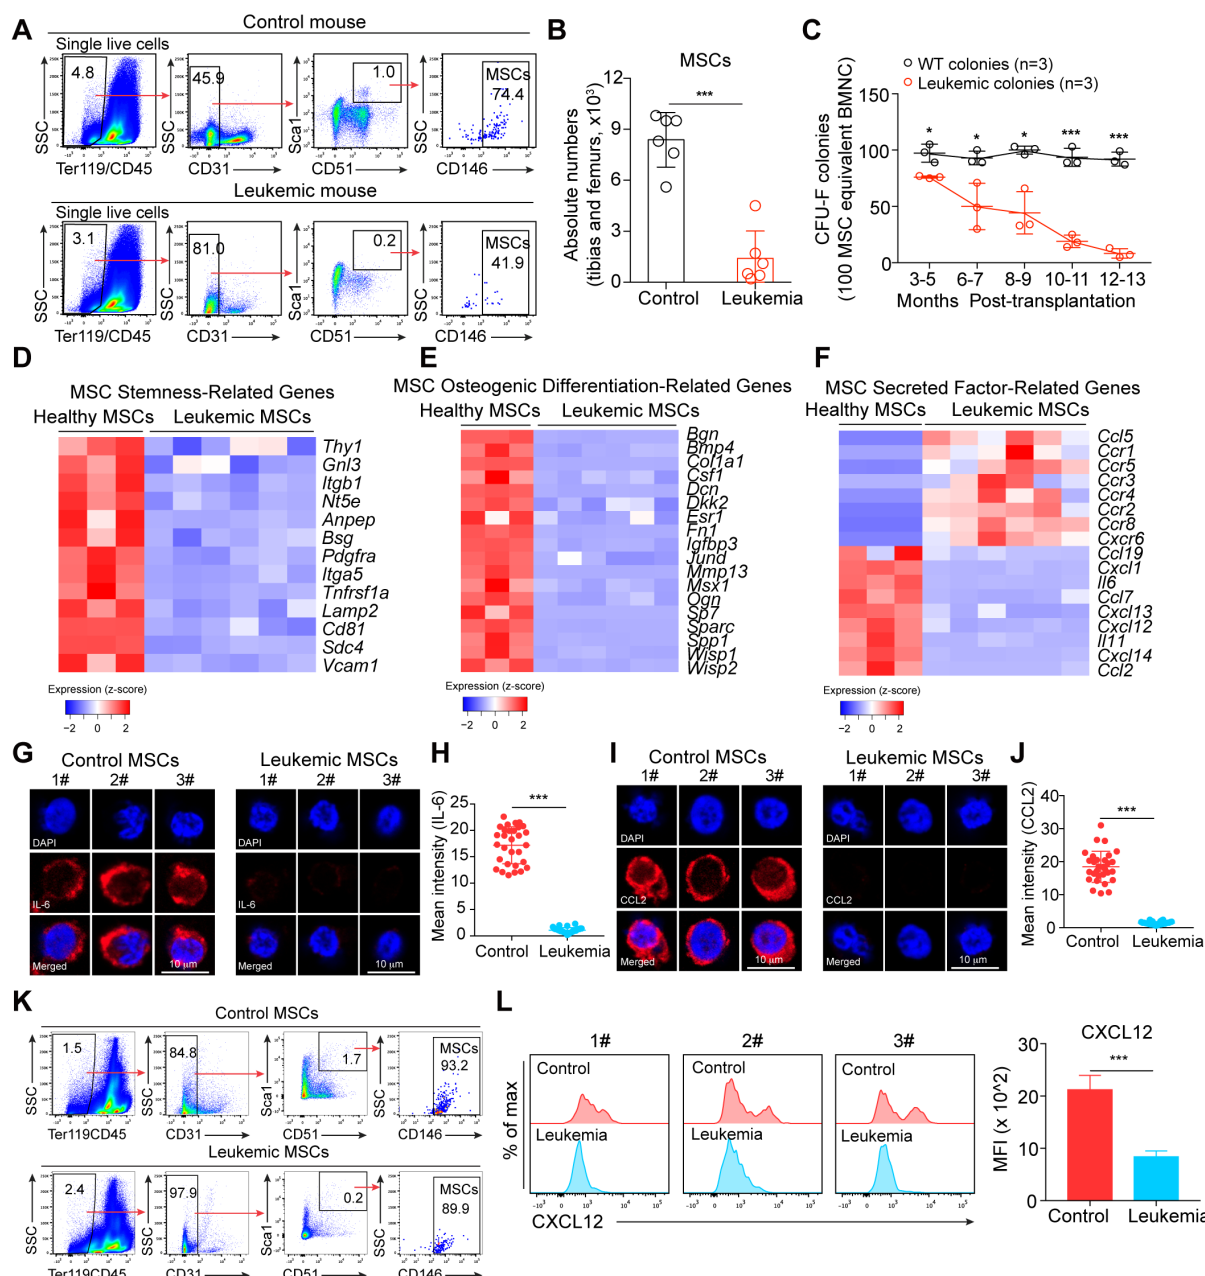 A
Control mouse
Single live cells
4.8
45.9
1.0
MSCs
74.4
SSC
SSC
Sca1
SSC
Ter119/CD45
CD31
CD51
CD146
Leukemic mouse
Single live cells
3.1
81.0
0.2
MSCs
41.9
SSC
SSC
Sca1
SSC
Ter119/CD45
CD31
CD51
CD146
B
MSCs
***
Absolute numbers
(tibias and femurs, x10³)
12
9
6
3
0
Control
Leukemia
C
WT colonies (n=3)
Leukemic colonies (n=3)
CFU-F colonies
(100 MSC equivalent BMNC)
150
100
50
0
* * * *** ***
3-5 6-7 8-9 10-11 12-13
Months Post-transplantation
D
MSC Stemness-Related Genes
Healthy MSCs
Leukemic MSCs
Thy1
Gnl3
Itgb1
Nt5e
Anpep
Bsg
Pdgfra
Itga5
Tnfrsf1a
Lamp2
Cd81
Sdc4
Vcam1
Expression (z-score)
−2 0 2
E
MSC Osteogenic Differentiation-Related Genes
Healthy MSCs
Leukemic MSCs
Bgn
Bmp4
Col1a1
Csf1
Dcn
Dkk2
Esr1
Fn1
Igfbp3
Jund
Mmp13
Msx1
Ogn
Sp7
Sparc
Spp1
Wisp1
Wisp2
Expression (z-score)
−2 0 2
F
MSC Secreted Factor-Related Genes
Healthy MSCs
Leukemic MSCs
Ccl5
Ccr1
Ccr5
Ccr3
Ccr4
Ccr2
Ccr8
Cxcr6
Ccl19
Cxcl1
Il6
Ccl7
Cxcl13
Cxcl12
Il11
Cxcl14
Ccl2
Expression (z-score)
−2 0 2
G
Control MSCs
Leukemic MSCs
1# 2# 3#
1# 2# 3#
DAPI
DAPI
IL-6
IL-6
Merged
10 μm
Merged
10 μm
H
Mean intensity (IL-6)
***
25
20
15
10
5
0
Control
Leukemia
I
Control MSCs
Leukemic MSCs
1# 2# 3#
1# 2# 3#
DAPI
DAPI
CCL2
CCL2
Merged
10 μm
Merged
10 μm
J
Mean intensity (CCL2)
***
40
30
20
10
0
Control
Leukemia
K
Control MSCs
1.5
84.8
1.7
MSCs
93.2
SSC
SSC
Sca1
SSC
Ter119CD45
CD31
CD51
CD146
Leukemic MSCs
2.4
97.9
0.2
MSCs
89.9
SSC
SSC
Sca1
SSC
Ter119CD45
CD31
CD51
CD146
L
1# 2# 3#
% of max
Control
Control
Control
Leukemia
Leukemia
Leukemia
CXCL12
CXCL12
***
MFI (x 10^2)
30
20
10
0
Control
Leukemia